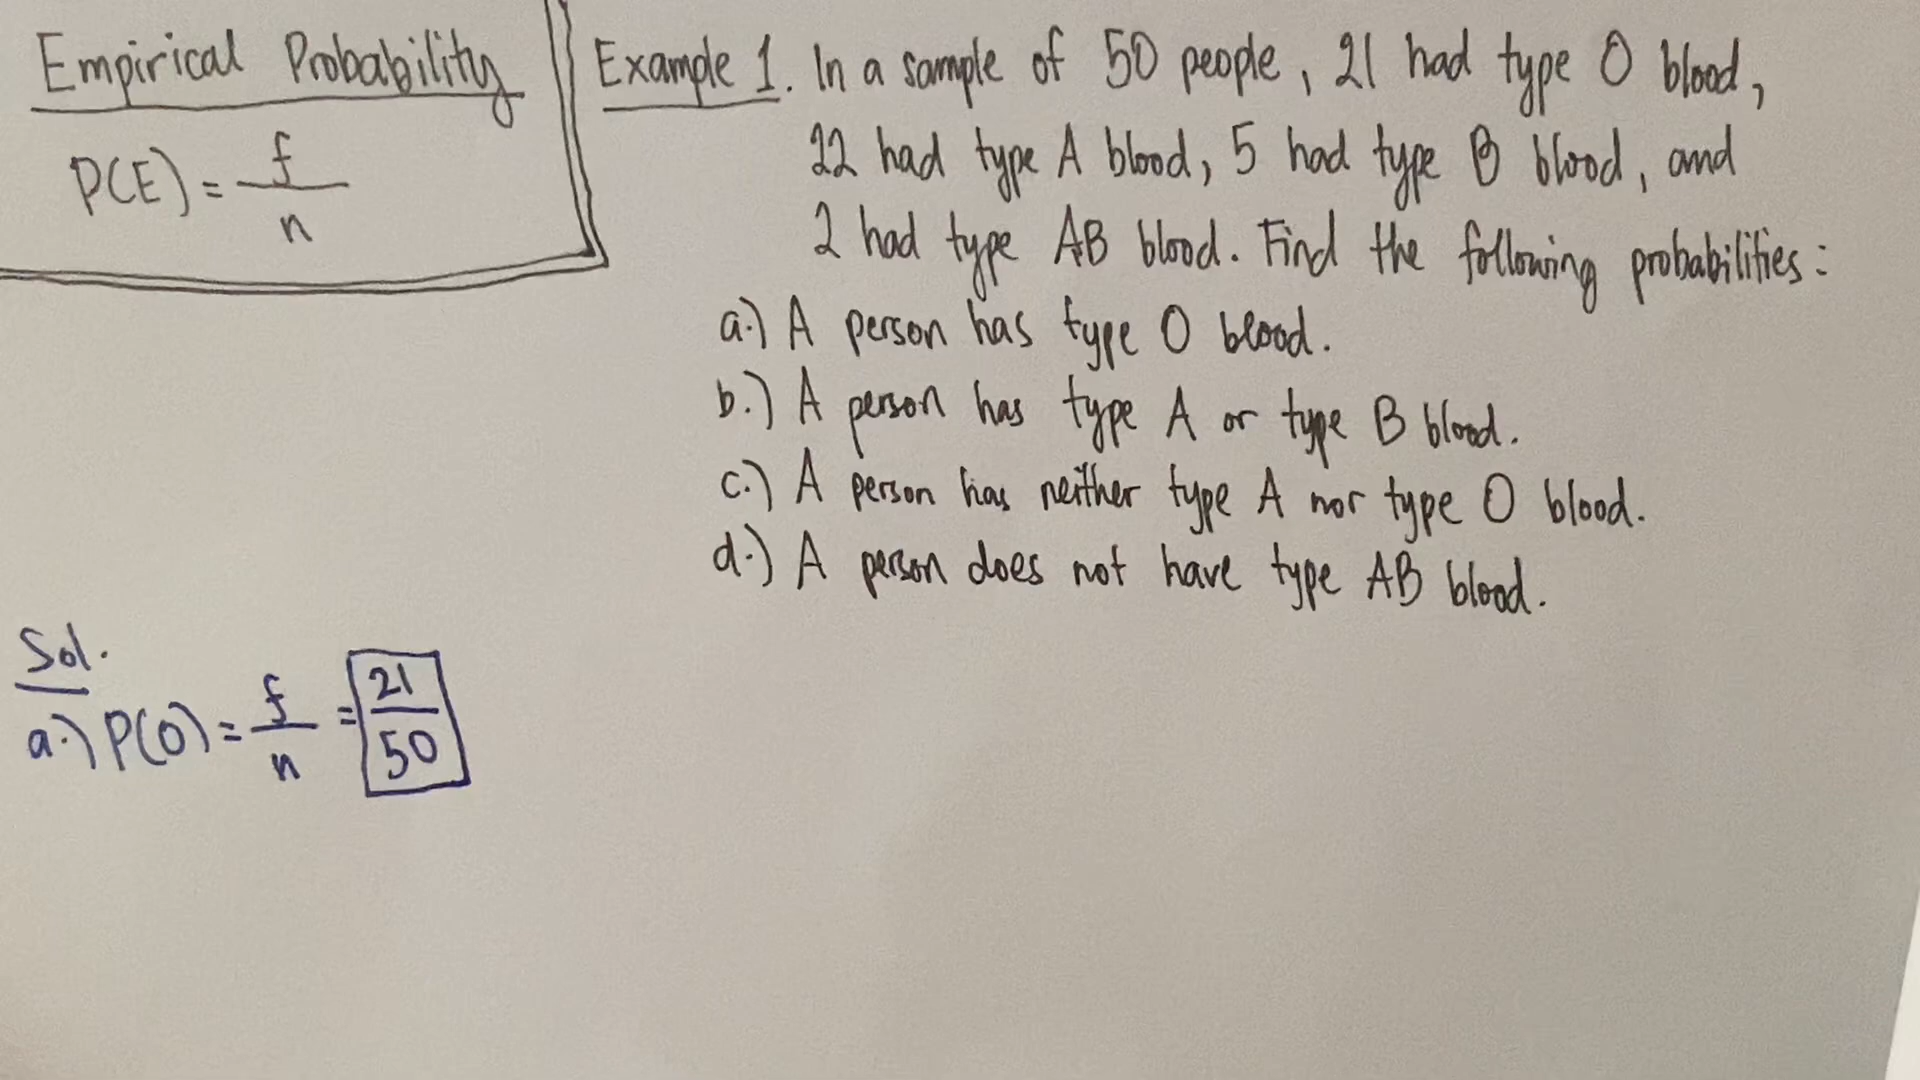 Empirical Probability
P(E) = f/n
Example 1. In a sample of 50 people, 21 had type O blood,
22 had type A blood, 5 had type B blood, and
2 had type AB blood. Find the following probabilities:
a.) A person has type O blood.
b.) A person has type A or type B blood.
c.) A person has neither type A nor type O blood.
d.) A person does not have type AB blood.
Sol.
a.) P(O) = f/n = 21/50